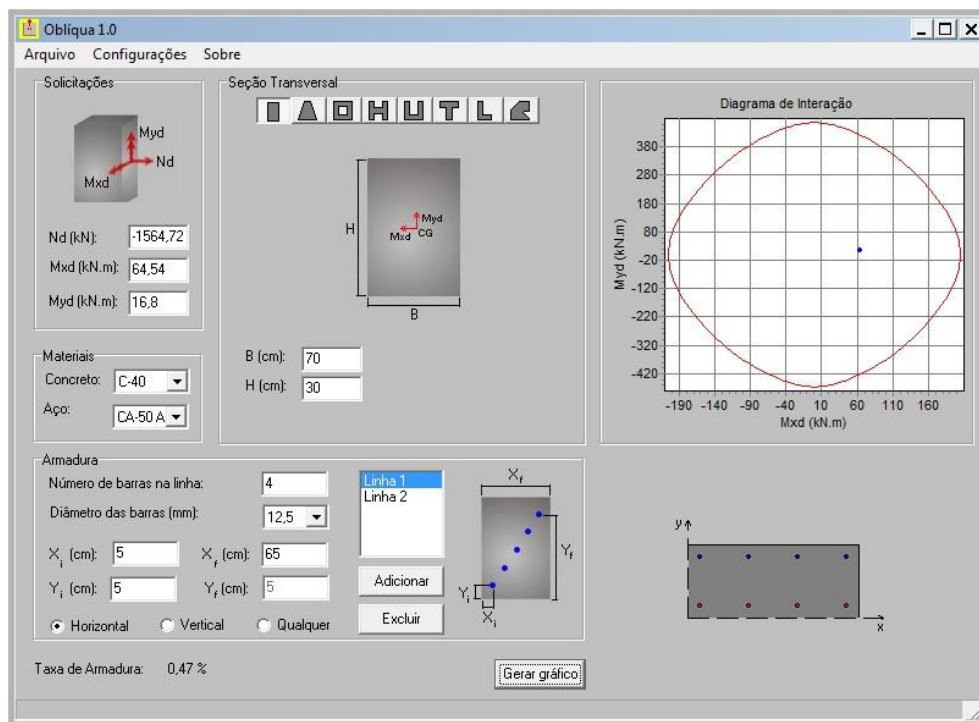 Oblíqua 1.0
Arquivo Configurações Sobre
Solicitações
Myd
Nd
Mxd
Nd (kN): -1564,72
Mxd (kN.m): 64,54
Myd (kN.m): 16,8
Seção Transversal
H
Myd
Mxd CG
B
B (cm): 70
H (cm): 30
Diagrama de Interação
Myd (kN.m)
380
280
180
80
-20
-120
-220
-320
-420
-190 -140 -90 -40 10 60 110 160
Mxd (kN.m)
Materiais
Concreto: C-40
Aço: CA-50 A
Armadura
Número de barras na linha: 4
Diâmetro das barras (mm): 12,5
Xi (cm): 5 Xf (cm): 65
Yi (cm): 5 Yf (cm): 5
Horizontal Vertical Qualquer
Linha 1
Linha 2
Adicionar
Excluir
Xf
Yf
Yi
Xi
y
x
Taxa de Armadura: 0,47 %
Gerar gráfico